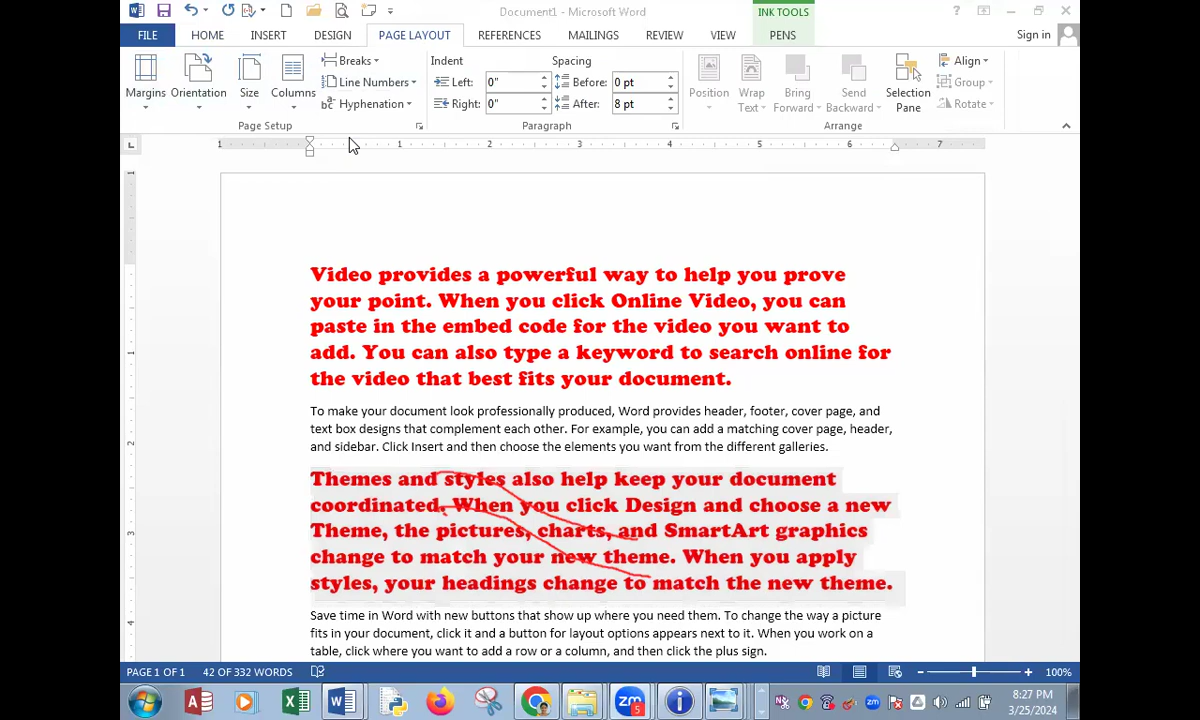 Document1 - Microsoft Word
INK TOOLS
FILE
HOME
INSERT
DESIGN
PAGE LAYOUT
REFERENCES
MAILINGS
REVIEW
VIEW
PENS
Sign in
Margins
Orientation
Size
Columns
Breaks
Line Numbers
Hyphenation
Page Setup
Indent
Left: 0"
Right: 0"
Spacing
Before: 0 pt
After: 8 pt
Paragraph
Position
Wrap
Text
Bring
Forward
Send
Backward
Selection
Pane
Align
Group
Rotate
Arrange
1 1 2 3 4 5 6 7
Video provides a powerful way to help you prove
your point. When you click Online Video, you can
paste in the embed code for the video you want to
add. You can also type a keyword to search online for
the video that best fits your document.
To make your document look professionally produced, Word provides header, footer, cover page, and
text box designs that complement each other. For example, you can add a matching cover page, header,
and sidebar. Click Insert and then choose the elements you want from the different galleries.
Themes and styles also help keep your document
coordinated. When you click Design and choose a new
Theme, the pictures, charts, and SmartArt graphics
change to match your new theme. When you apply
styles, your headings change to match the new theme.
Save time in Word with new buttons that show up where you need them. To change the way a picture
fits in your document, click it and a button for layout options appears next to it. When you work on a
table, click where you want to add a row or a column, and then click the plus sign.
PAGE 1 OF 1
42 OF 332 WORDS
100%
8:27 PM
3/25/2024